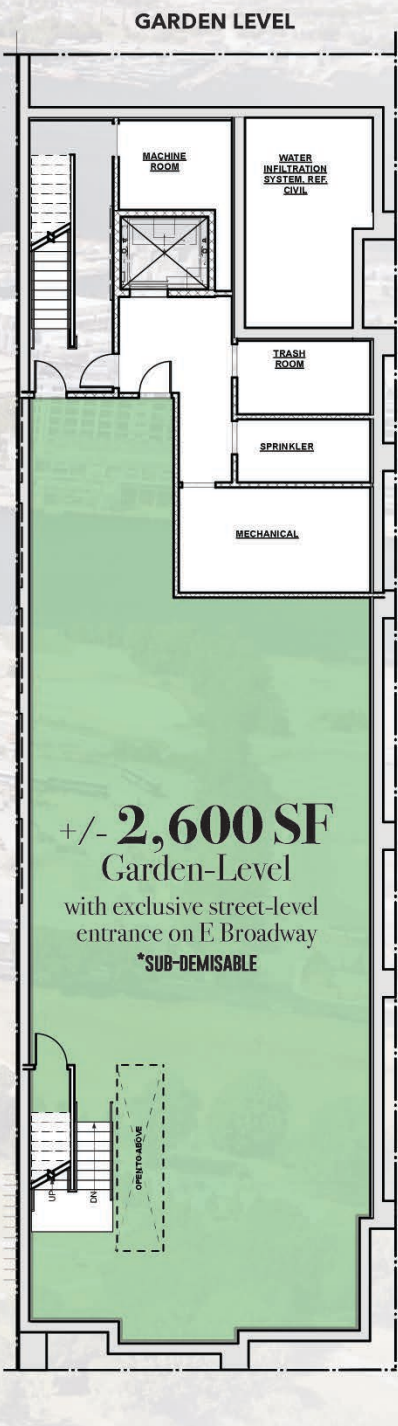 GARDEN LEVEL
MACHINE
ROOM
WATER
INFILTRATION
SYSTEM. REF.
CIVIL
TRASH
ROOM
SPRINKLER
MECHANICAL
+/- 2,600 SF
Garden-Level
with exclusive street-level
entrance on E Broadway
*SUB-DEMISABLE
OPEN TO ABOVE
UP
DN